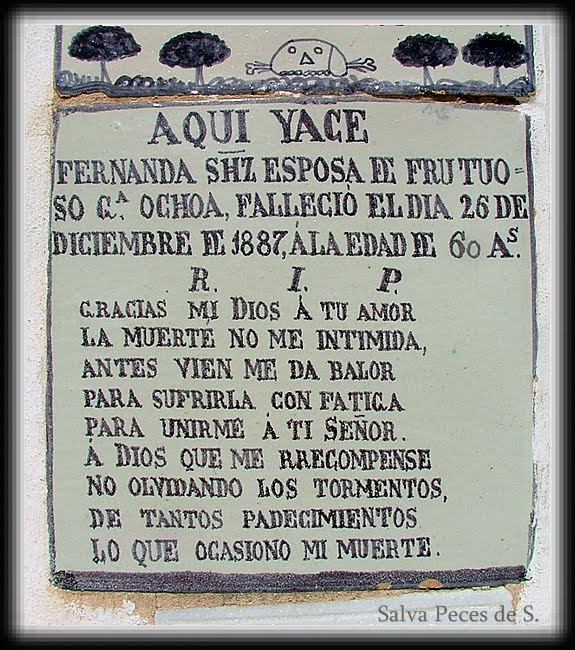 AQUI YACE
FERNANDA SHZ ESPOSA DE FRUTUO=
SO G.A OCHOA, FALLECIÓ EL DIA 26 DE
DICIEMBRE DE 1887, Á LA EDAD DE 60 AS.
R. I. P.
GRACIAS MI DIOS Á TU AMOR
LA MUERTE NO ME INTIMIDA,
ANTES VIEN ME DA BALOR
PARA SUFRIRLA CON FATIGA
PARA UNIRME Á TI SEÑOR.
Á DIOS QUE ME RRECOMPENSE
NO OLVIDANDO LOS TORMENTOS,
DE TANTOS PADECIMIENTOS
LO QUE OCASIONO MI MUERTE.
Salva Peces de S.